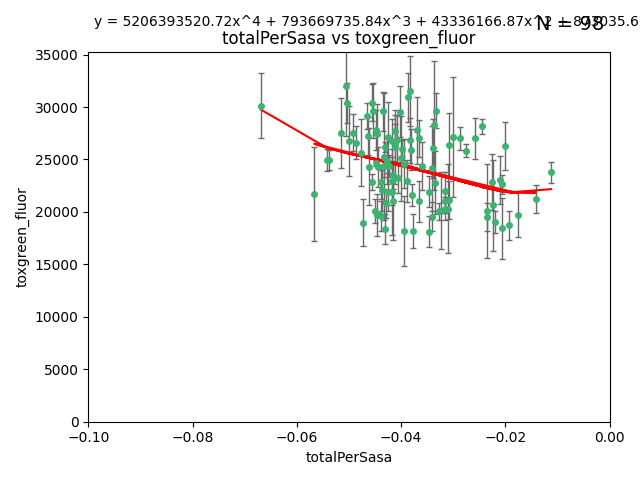 y = 5206393520.72x^4 + 793669735.84x^3 + 43336166.87x^2 +
N = 98
totalPerSasa vs toxgreen_fluor
35000
30000
25000
20000
15000
10000
5000
0
toxgreen_fluor
−0.10 −0.08 −0.06 −0.04 −0.02 0.00
totalPerSasa